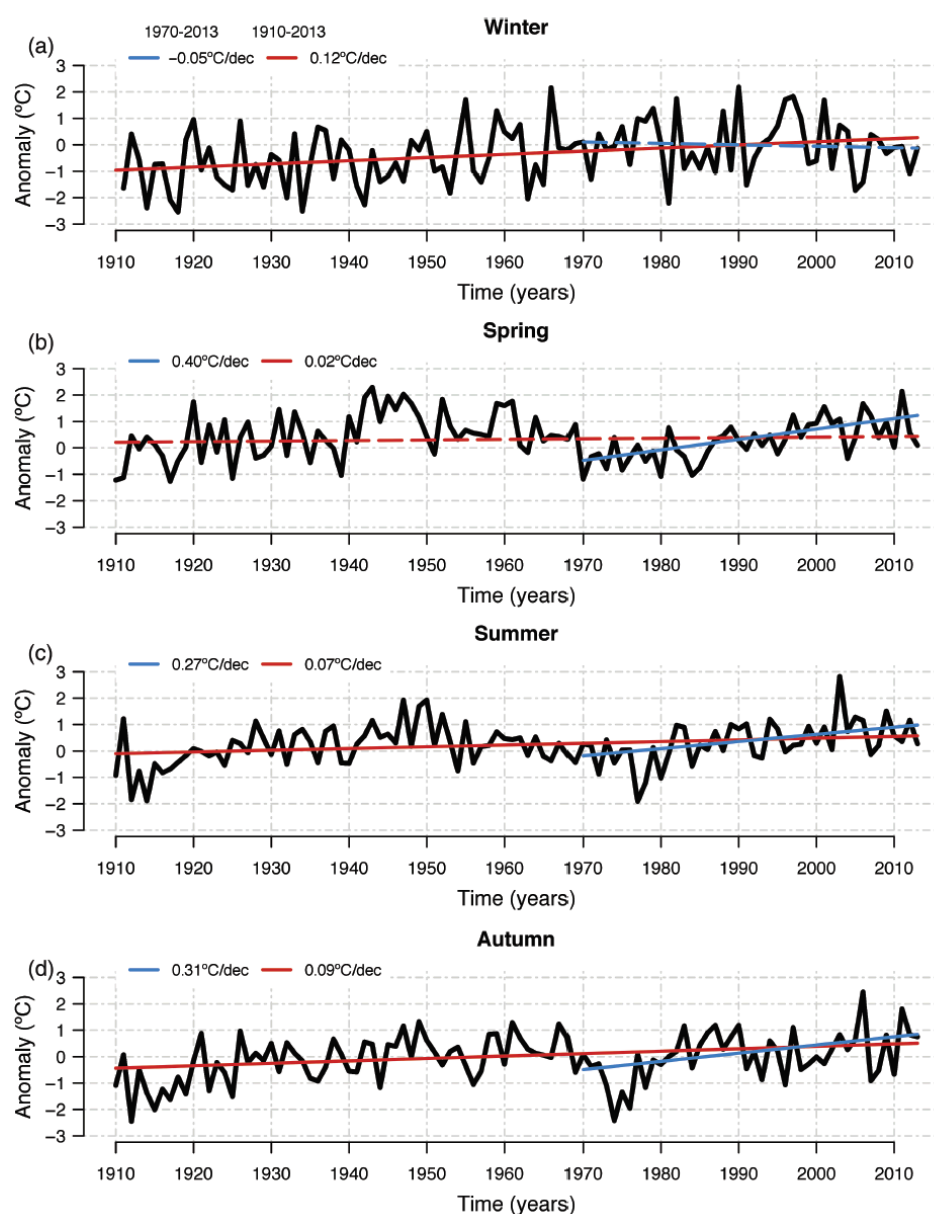 Winter
(a)
1970-2013 1910-2013
−0.05ºC/dec 0.12ºC/dec
Anomaly (ºC)
3
2
1
0
−1
−2
−3
1910 1920 1930 1940 1950 1960 1970 1980 1990 2000 2010
Time (years)
Spring
(b)
0.40ºC/dec 0.02ºCdec
Anomaly (ºC)
3
2
1
0
−1
−2
−3
1910 1920 1930 1940 1950 1960 1970 1980 1990 2000 2010
Time (years)
Summer
(c)
0.27ºC/dec 0.07ºC/dec
Anomaly (ºC)
3
2
1
0
−1
−2
−3
1910 1920 1930 1940 1950 1960 1970 1980 1990 2000 2010
Time (years)
Autumn
(d)
0.31ºC/dec 0.09ºC/dec
Anomaly (ºC)
3
2
1
0
−1
−2
−3
1910 1920 1930 1940 1950 1960 1970 1980 1990 2000 2010
Time (years)